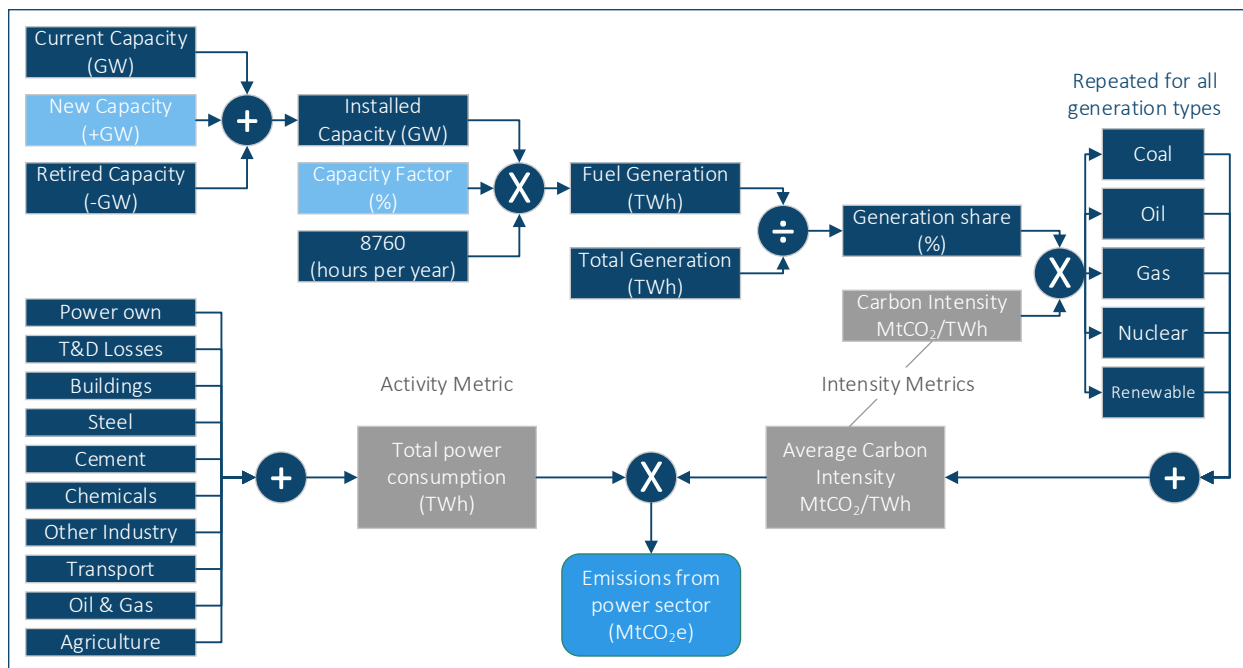 Current Capacity
(GW)
New Capacity
(+GW)
+
Installed
Capacity (GW)
Retired Capacity
(-GW)
Capacity Factor
(%)
X
8760
(hours per year)
Fuel Generation
(TWh)
÷
Total Generation
(TWh)
Generation share
(%)
X
Carbon Intensity
MtCO₂/TWh
Repeated for all
generation types
Coal
Oil
Gas
Nuclear
Renewable
Power own
T&D Losses
Buildings
Steel
Cement
Chemicals
Other Industry
Transport
Oil & Gas
Agriculture
+
Activity Metric
Total power
consumption
(TWh)
X
Intensity Metrics
Average Carbon
Intensity
MtCO₂/TWh
+
Emissions from
power sector
(MtCO₂e)